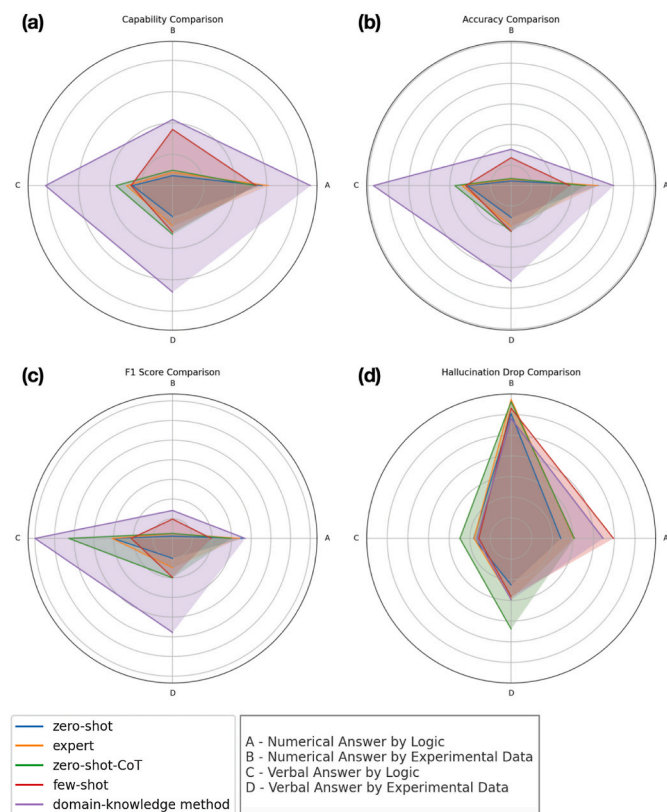 (a)
Capability Comparison
B
C
A
D
(b)
Accuracy Comparison
B
C
A
D
(c)
F1 Score Comparison
B
C
A
D
(d)
Hallucination Drop Comparison
B
C
A
D
zero-shot
expert
zero-shot-CoT
few-shot
domain-knowledge method
A - Numerical Answer by Logic
B - Numerical Answer by Experimental Data
C - Verbal Answer by Logic
D - Verbal Answer by Experimental Data